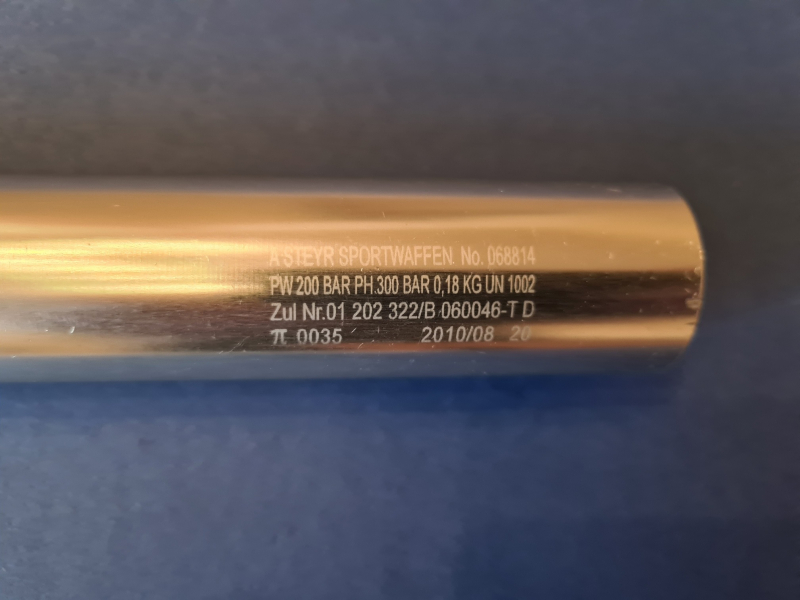 A STEYR SPORTWAFFEN. No. 068814
PW 200 BAR PH.300 BAR 0,18 KG UN 1002
Zul Nr.01 202 322/B 060046-T D
π 0035 2010/08 20